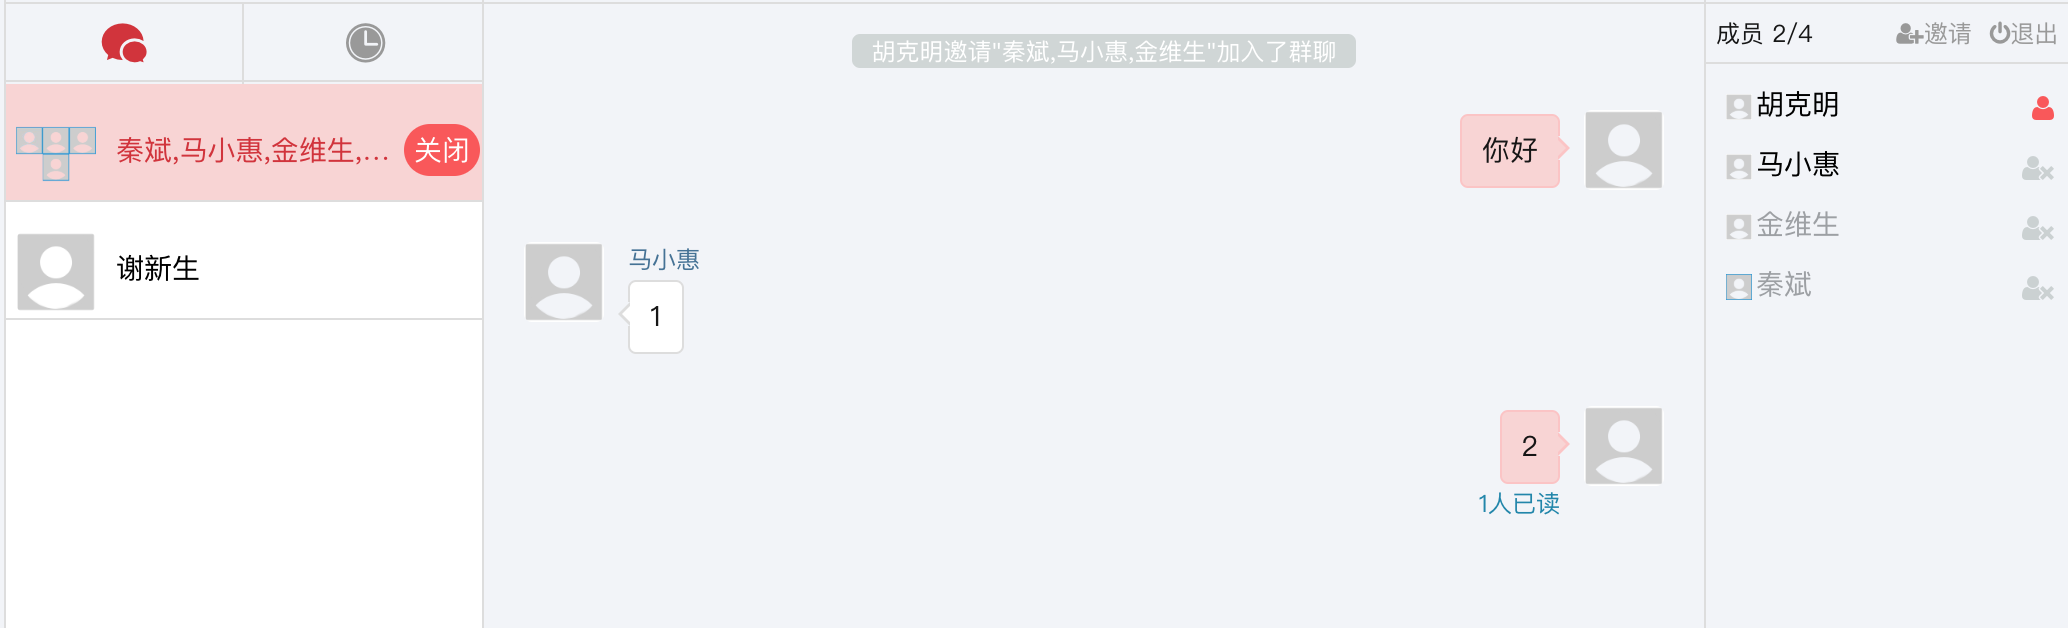 秦斌,马小惠,金维生,...
关闭
谢新生
胡克明邀请"秦斌,马小惠,金维生"加入了群聊
你好
马小惠
1
2
1人已读
成员 2/4
邀请
退出
胡克明
马小惠
金维生
秦斌